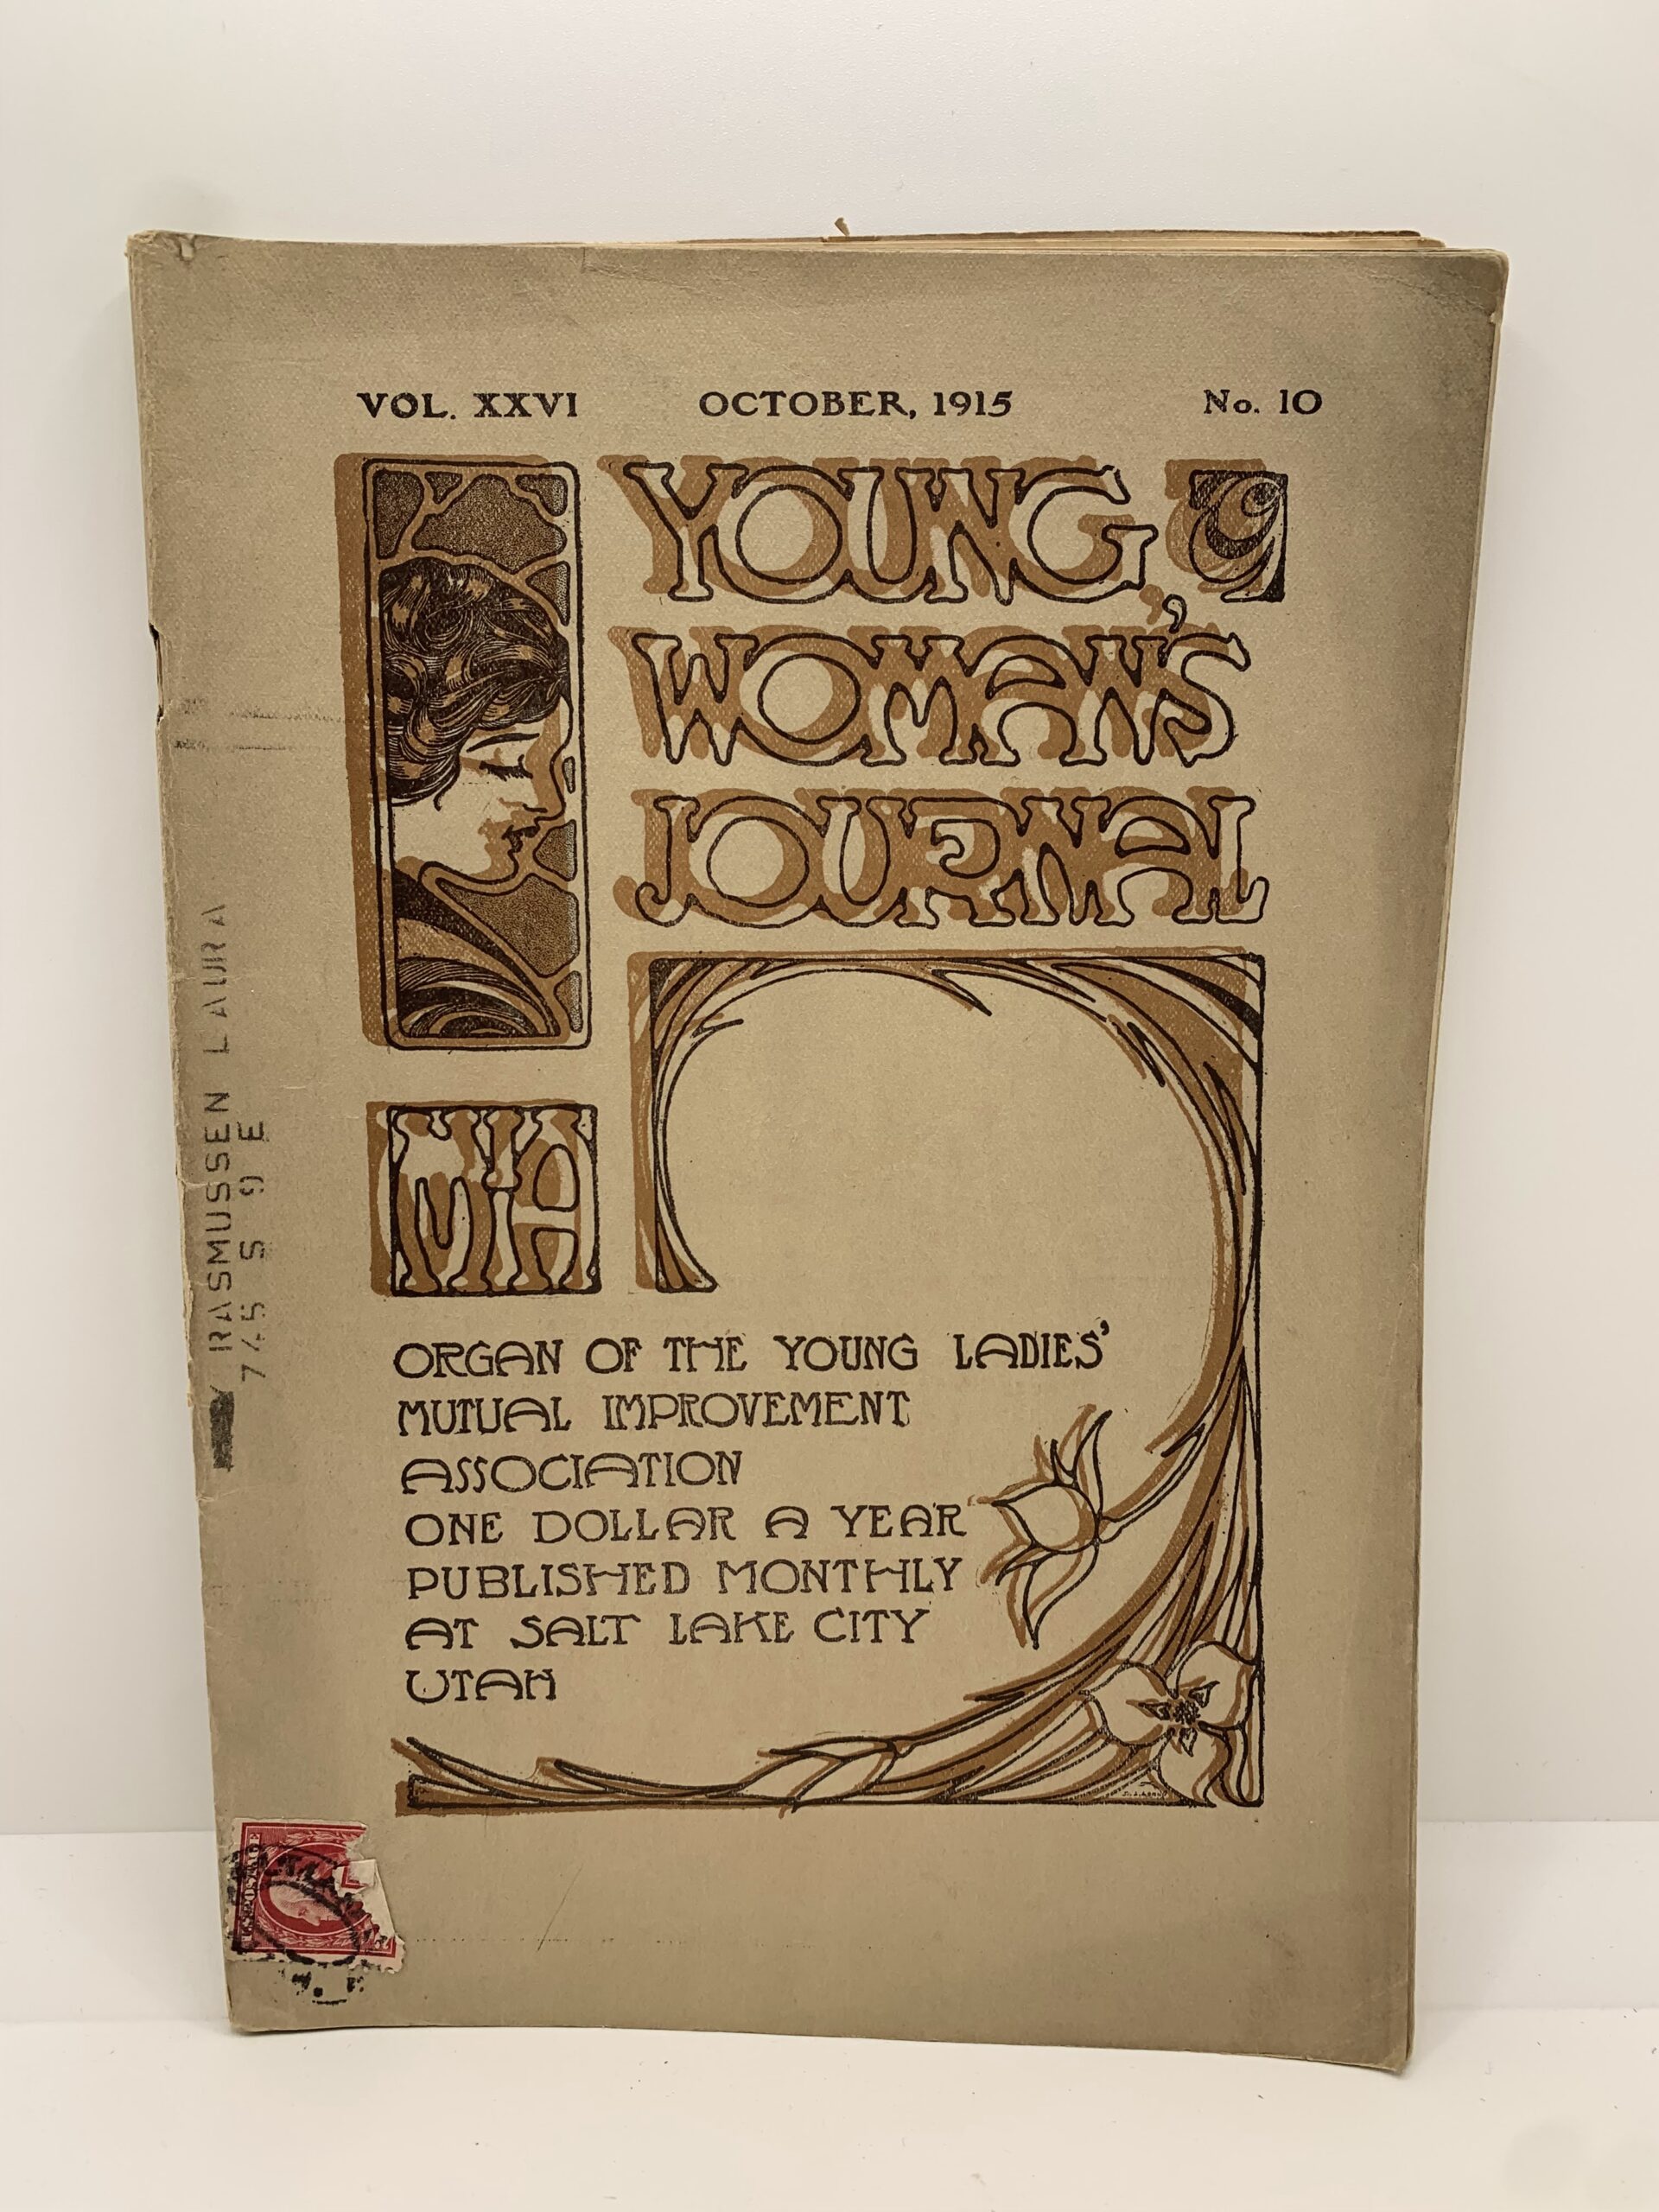 VOL. XXVI OCTOBER, 1915 No. 10
YOUNG
WOMAN'S
JOURNAL
MIA
ORGAN OF THE YOUNG LADIES'
MUTUAL IMPROVEMENT
ASSOCIATION
ONE DOLLAR A YEAR
PUBLISHED MONTHLY
AT SALT LAKE CITY
UTAH
RASMUSSEN LAURA
745 S 9 E